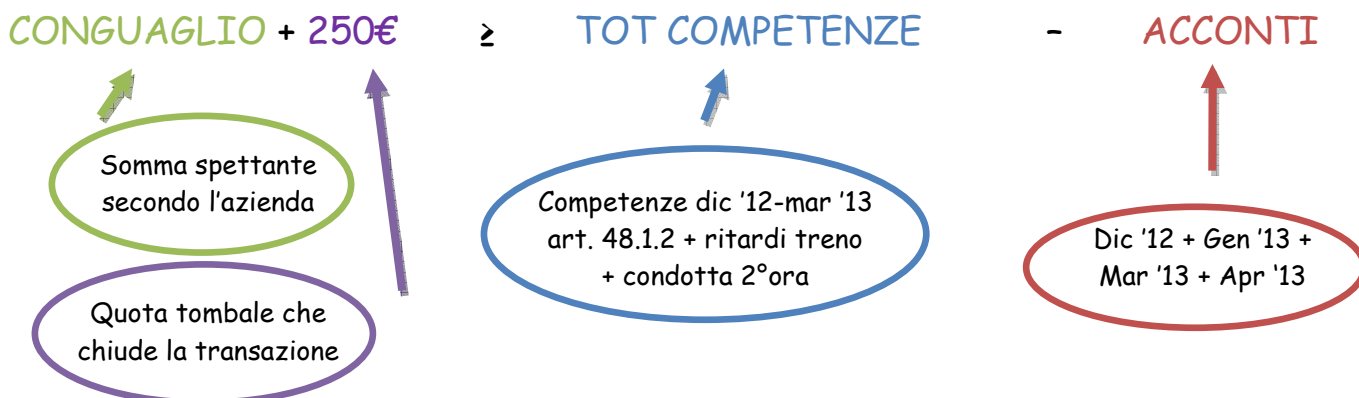 CONGUAGLIO + 250€ ≥ TOT COMPETENZE - ACCONTI
Somma spettante
secondo l'azienda
Quota tombale che
chiude la transazione
Competenze dic '12-mar '13
art. 48.1.2 + ritardi treno
+ condotta 2°ora
Dic '12 + Gen '13 +
Mar '13 + Apr '13